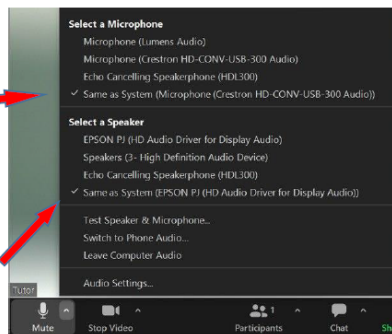 Select a Microphone
Microphone (Lumens Audio)
Microphone (Crestron HD-CONV-USB-300 Audio)
Echo Cancelling Speakerphone (HDL300)
✓ Same as System (Microphone (Crestron HD-CONV-USB-300 Audio))
Select a Speaker
EPSON PJ (HD Audio Driver for Display Audio)
Speakers (3- High Definition Audio Device)
Echo Cancelling Speakerphone (HDL300)
✓ Same as System (EPSON PJ (HD Audio Driver for Display Audio))
Test Speaker & Microphone...
Switch to Phone Audio...
Leave Computer Audio
Audio Settings...
Tutor
1
Mute Stop Video Participants Chat